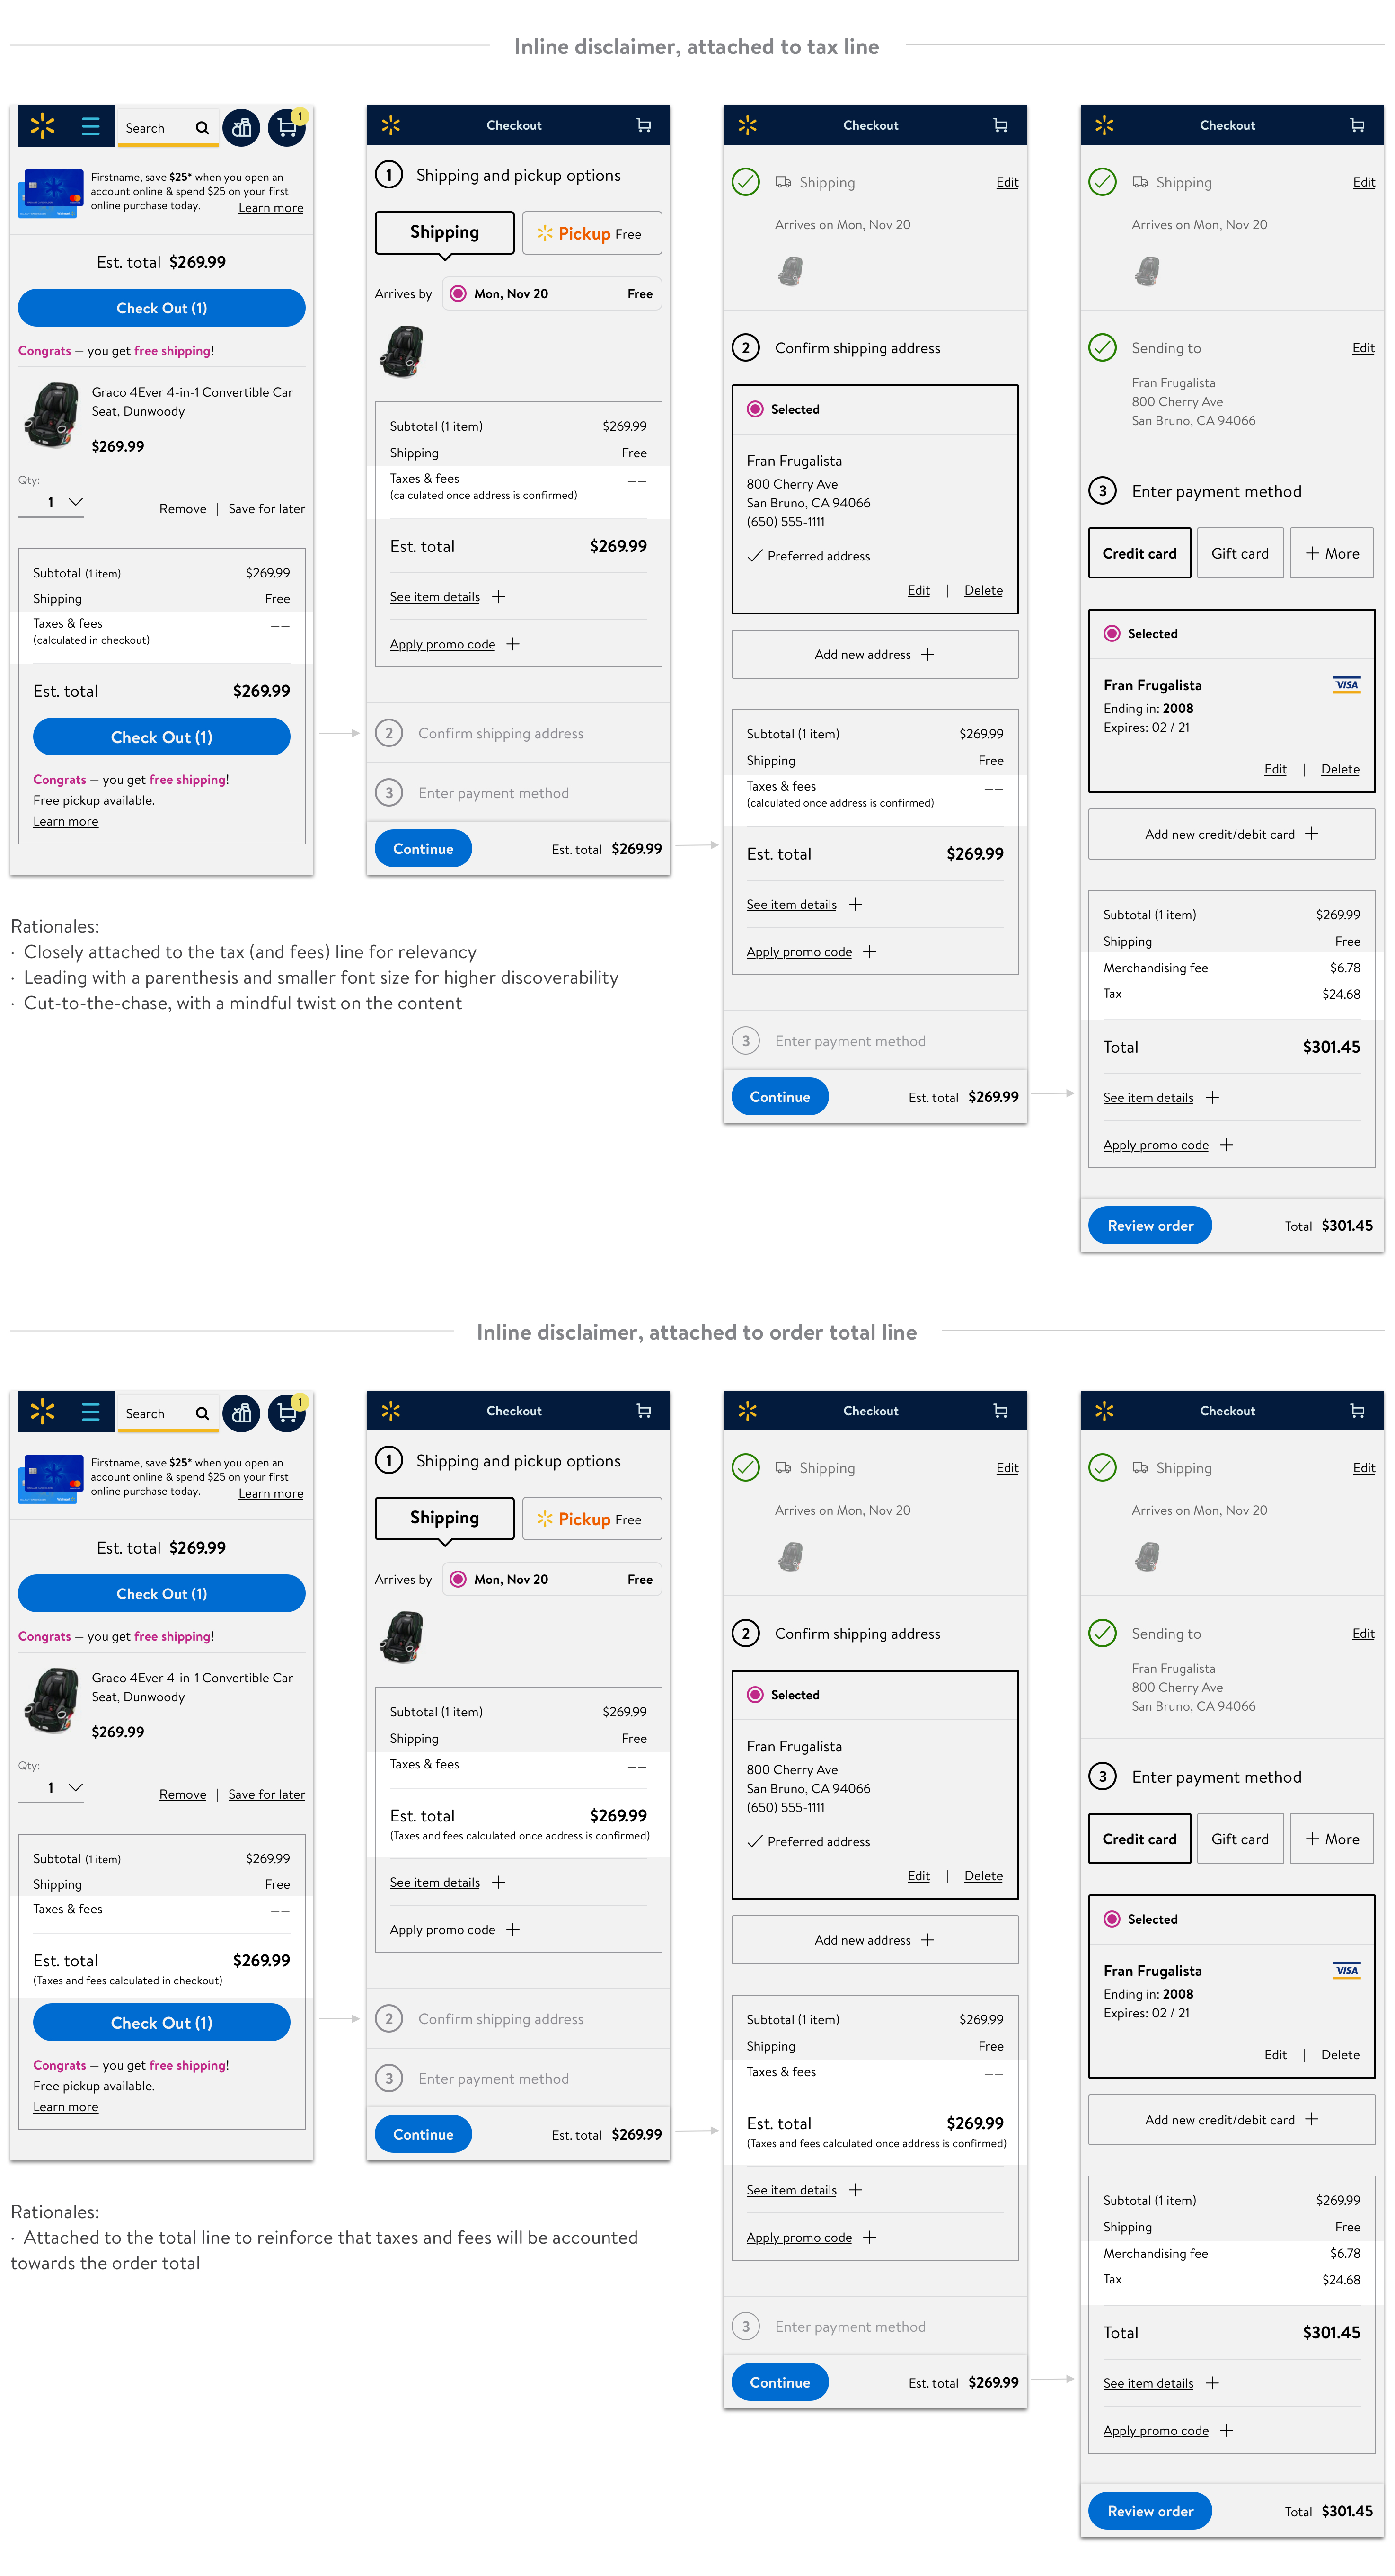 Inline disclaimer, attached to tax line
Search
1
Firstname, save $25* when you open an
account online & spend $25 on your first
online purchase today. Learn more
Est. total $269.99
Check Out (1)
Congrats — you get free shipping!
Graco 4Ever 4-in-1 Convertible Car
Seat, Dunwoody
$269.99
Qty:
1
Remove | Save for later
Subtotal (1 item) $269.99
Shipping Free
Taxes & fees ——
(calculated in checkout)
Est. total $269.99
Check Out (1)
Congrats — you get free shipping!
Free pickup available.
Learn more
Checkout
1 Shipping and pickup options
Shipping
Pickup Free
Arrives by Mon, Nov 20 Free
Subtotal (1 item) $269.99
Shipping Free
Taxes & fees ——
(calculated once address is confirmed)
Est. total $269.99
See item details +
Apply promo code +
2 Confirm shipping address
3 Enter payment method
Continue Est. total $269.99
Checkout
Shipping Edit
Arrives on Mon, Nov 20
2 Confirm shipping address
Selected
Fran Frugalista
800 Cherry Ave
San Bruno, CA 94066
(650) 555-1111
Preferred address
Edit | Delete
Add new address +
Subtotal (1 item) $269.99
Shipping Free
Taxes & fees ——
(calculated once address is confirmed)
Est. total $269.99
See item details +
Apply promo code +
3 Enter payment method
Continue Est. total $269.99
Checkout
Shipping Edit
Arrives on Mon, Nov 20
Sending to Edit
Fran Frugalista
800 Cherry Ave
San Bruno, CA 94066
3 Enter payment method
Credit card
Gift card
+ More
Selected
Fran Frugalista VISA
Ending in: 2008
Expires: 02 / 21
Edit | Delete
Add new credit/debit card +
Subtotal (1 item) $269.99
Shipping Free
Merchandising fee $6.78
Tax $24.68
Total $301.45
See item details +
Apply promo code +
Review order Total $301.45
Rationales:
· Closely attached to the tax (and fees) line for relevancy
· Leading with a parenthesis and smaller font size for higher discoverability
· Cut-to-the-chase, with a mindful twist on the content
Inline disclaimer, attached to order total line
Search
1
Firstname, save $25* when you open an
account online & spend $25 on your first
online purchase today. Learn more
Est. total $269.99
Check Out (1)
Congrats — you get free shipping!
Graco 4Ever 4-in-1 Convertible Car
Seat, Dunwoody
$269.99
Qty:
1
Remove | Save for later
Subtotal (1 item) $269.99
Shipping Free
Taxes & fees ——
Est. total $269.99
(Taxes and fees calculated in checkout)
Check Out (1)
Congrats — you get free shipping!
Free pickup available.
Learn more
Checkout
1 Shipping and pickup options
Shipping
Pickup Free
Arrives by Mon, Nov 20 Free
Subtotal (1 item) $269.99
Shipping Free
Taxes & fees ——
Est. total $269.99
(Taxes and fees calculated once address is confirmed)
See item details +
Apply promo code +
2 Confirm shipping address
3 Enter payment method
Continue Est. total $269.99
Checkout
Shipping Edit
Arrives on Mon, Nov 20
2 Confirm shipping address
Selected
Fran Frugalista
800 Cherry Ave
San Bruno, CA 94066
(650) 555-1111
Preferred address
Edit | Delete
Add new address +
Subtotal (1 item) $269.99
Shipping Free
Taxes & fees ——
Est. total $269.99
(Taxes and fees calculated once address is confirmed)
See item details +
Apply promo code +
3 Enter payment method
Continue Est. total $269.99
Checkout
Shipping Edit
Arrives on Mon, Nov 20
Sending to Edit
Fran Frugalista
800 Cherry Ave
San Bruno, CA 94066
3 Enter payment method
Credit card
Gift card
+ More
Selected
Fran Frugalista VISA
Ending in: 2008
Expires: 02 / 21
Edit | Delete
Add new credit/debit card +
Subtotal (1 item) $269.99
Shipping Free
Merchandising fee $6.78
Tax $24.68
Total $301.45
See item details +
Apply promo code +
Review order Total $301.45
Rationales:
· Attached to the total line to reinforce that taxes and fees will be accounted
towards the order total